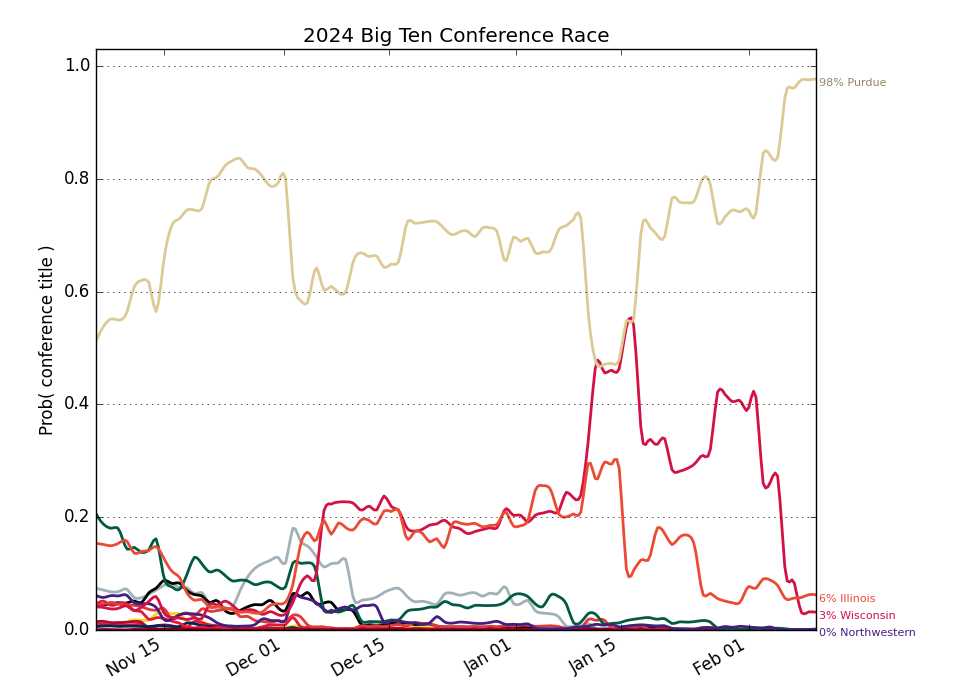 2024 Big Ten Conference Race
1.0
98% Purdue
0.8
0.6
Prob( conference title )
0.4
0.2
6% Illinois
3% Wisconsin
0.0
0% Northwestern
Nov 15
Dec 01
Dec 15
Jan 01
Jan 15
Feb 01